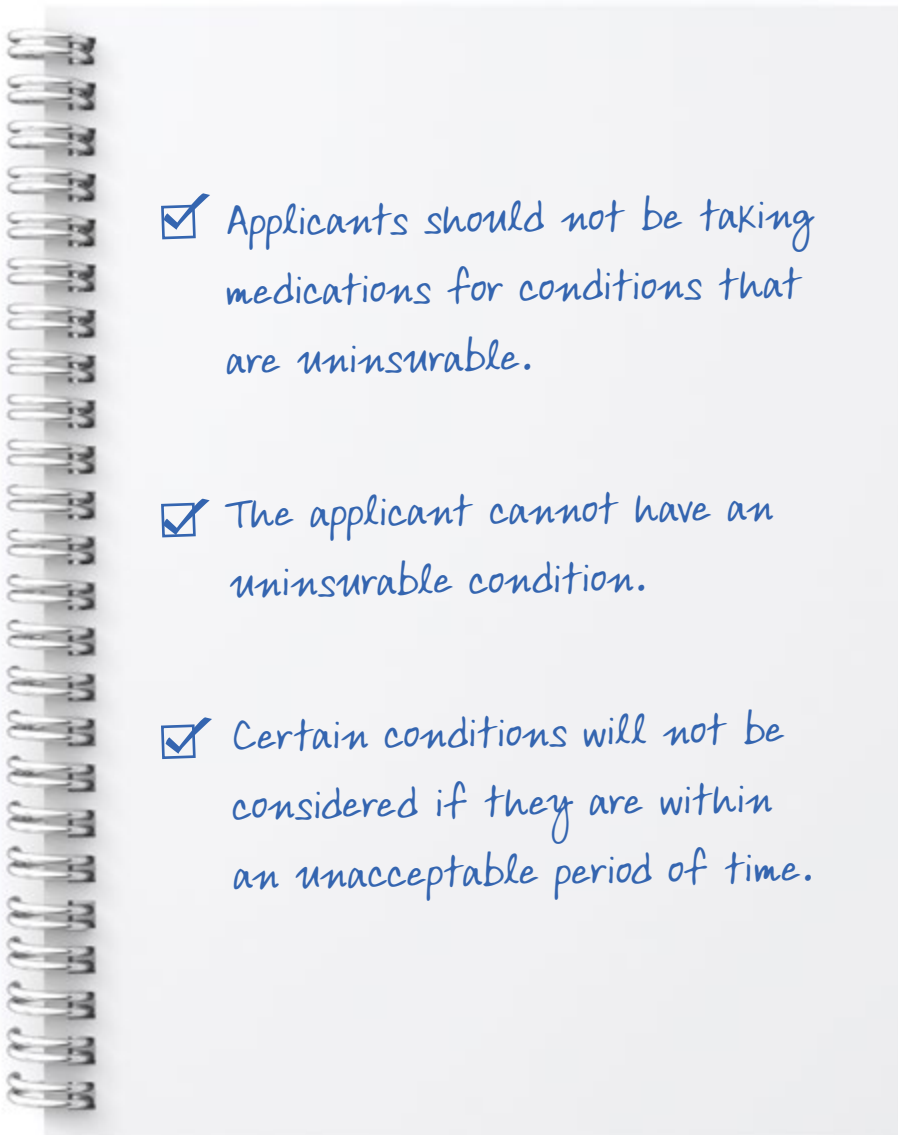 Applicants should not be taking
medications for conditions that
are uninsurable.
The applicant cannot have an
uninsurable condition.
Certain conditions will not be
considered if they are within
an unacceptable period of time.